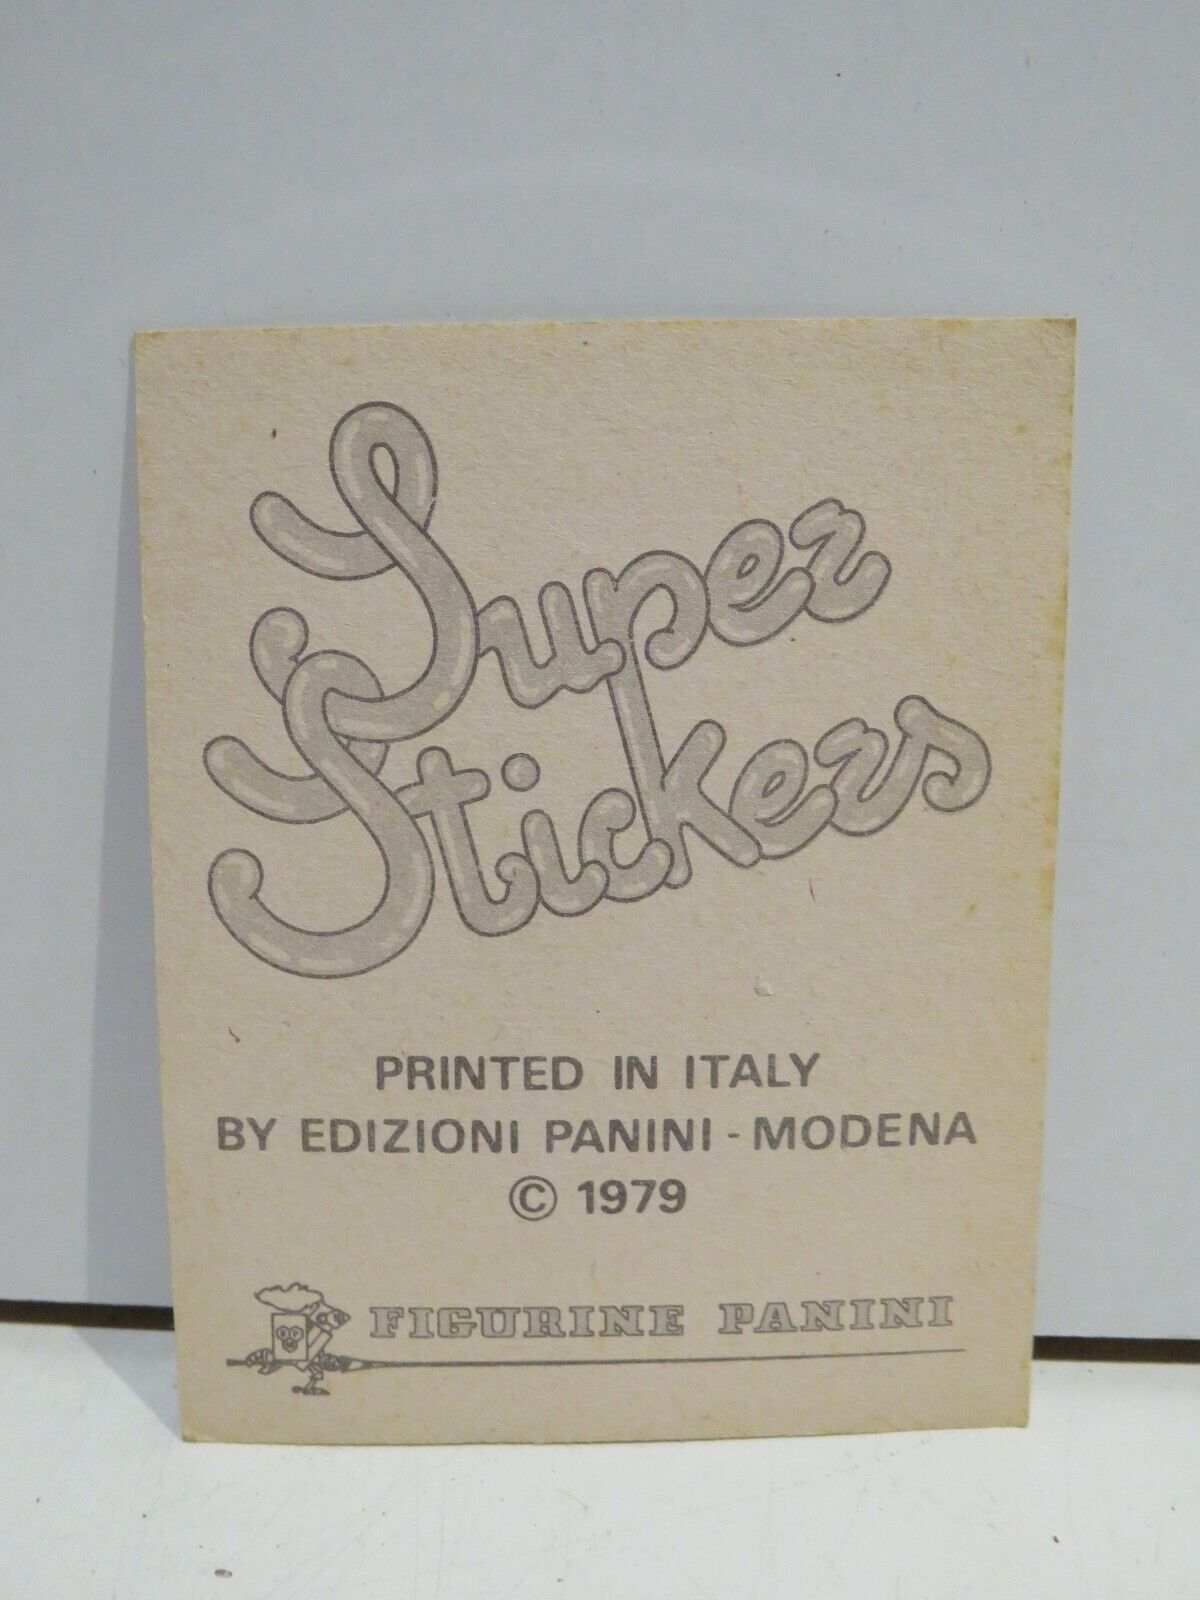 Super
Stickers
PRINTED IN ITALY
BY EDIZIONI PANINI - MODENA
© 1979
FIGURINE PANINI